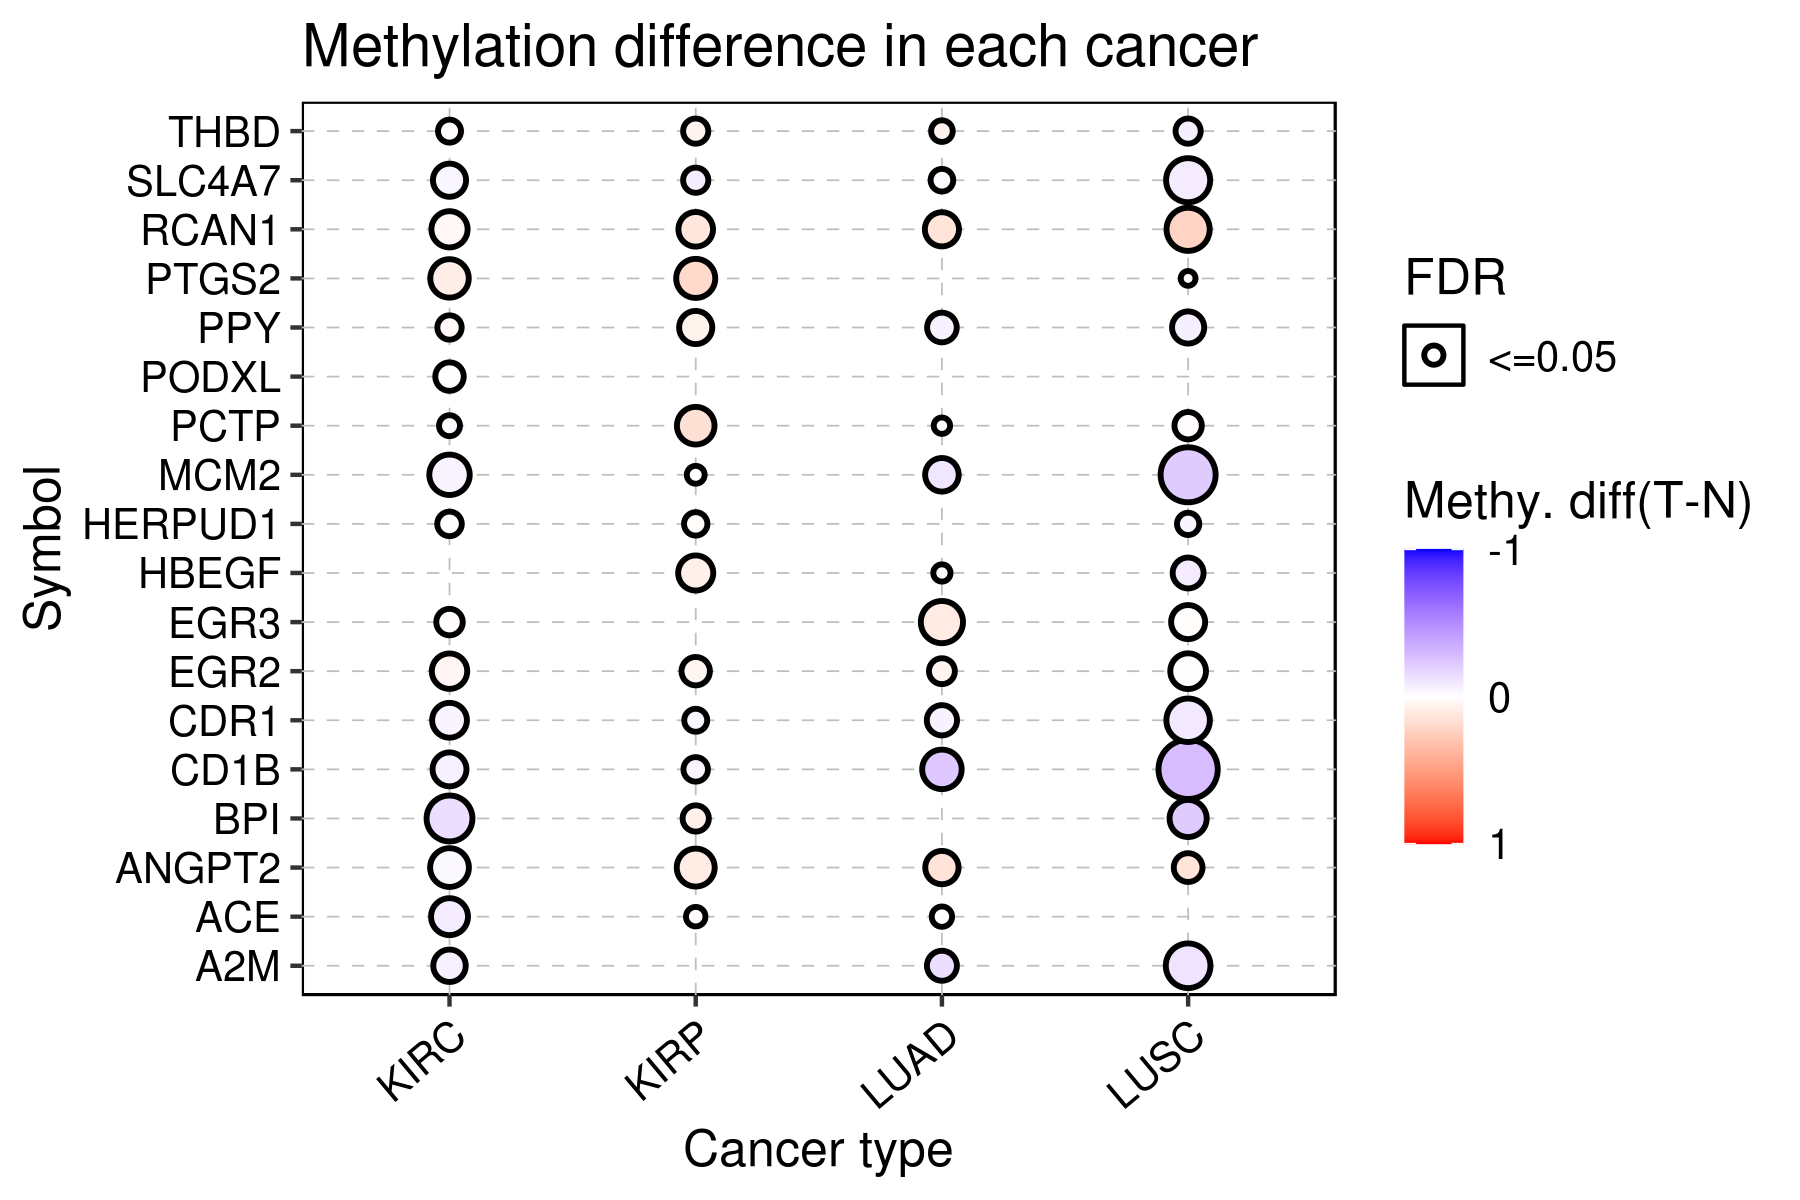 Methylation difference in each cancer
Symbol
THBD
SLC4A7
RCAN1
PTGS2
PPY
PODXL
PCTP
MCM2
HERPUD1
HBEGF
EGR3
EGR2
CDR1
CD1B
BPI
ANGPT2
ACE
A2M
KIRC
KIRP
LUAD
LUSC
Cancer type
FDR
<=0.05
Methy. diff(T-N)
-1
0
1